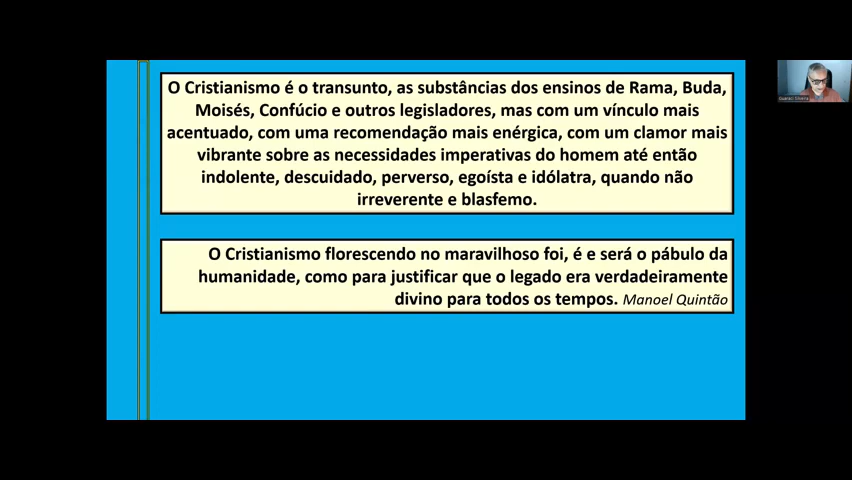 O Cristianismo é o transunto, as substâncias dos ensinos de Rama, Buda,
Moisés, Confúcio e outros legisladores, mas com um vínculo mais
acentuado, com uma recomendação mais enérgica, com um clamor mais
vibrante sobre as necessidades imperativas do homem até então
indolente, descuidado, perverso, egoísta e idólatra, quando não
irreverente e blasfemo.
O Cristianismo florescendo no maravilhoso foi, é e será o pábulo da
humanidade, como para justificar que o legado era verdadeiramente
divino para todos os tempos. Manoel Quintão